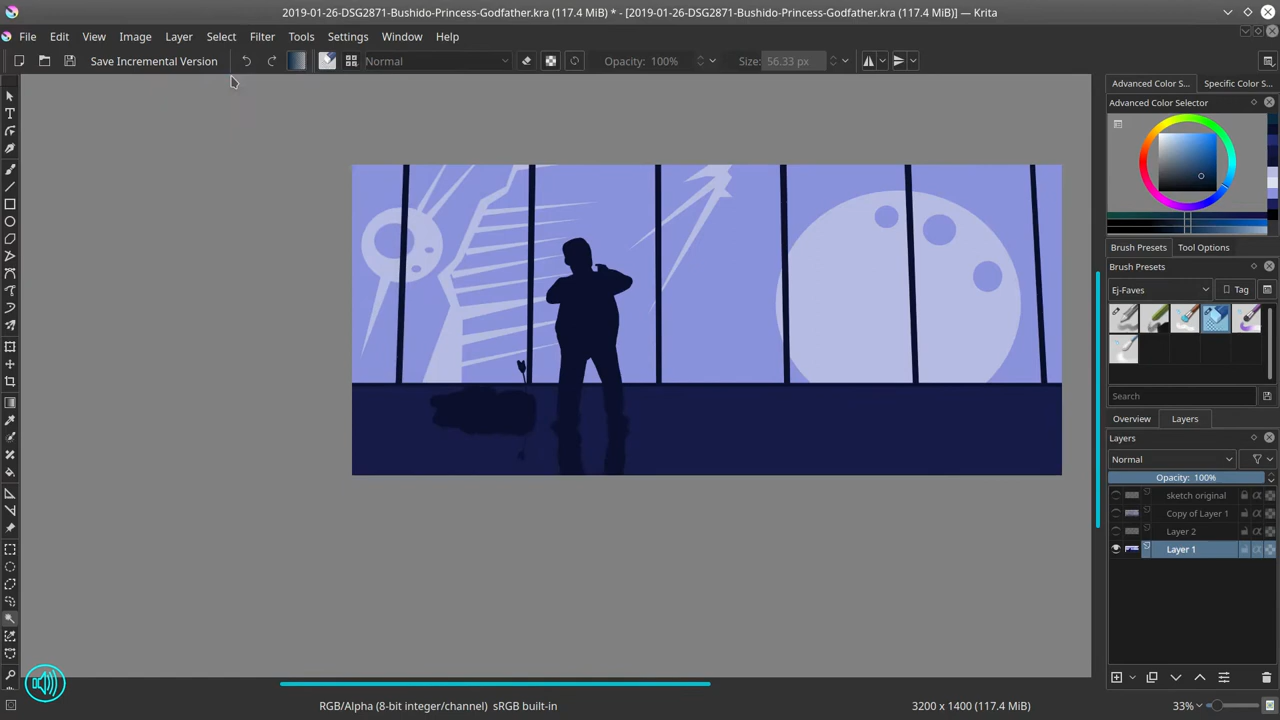 2019-01-26-DSG2871-Bushido-Princess-Godfather.kra (117.4 MiB) * - [2019-01-26-DSG2871-Bushido-Princess-Godfather.kra (117.4 MiB)] — Krita
File Edit View Image Layer Select Filter Tools Settings Window Help
Save Incremental Version Normal Opacity: 100% Size: 56.33 px
Advanced Color S... Specific Color S...
Advanced Color Selector
Brush Presets Tool Options
Brush Presets
Ej-Faves Tag
Search
Overview Layers
Layers
Normal
Opacity: 100%
sketch original
Copy of Layer 1
Layer 2
Layer 1
RGB/Alpha (8-bit integer/channel) sRGB built-in 3200 x 1400 (117.4 MiB) 33%